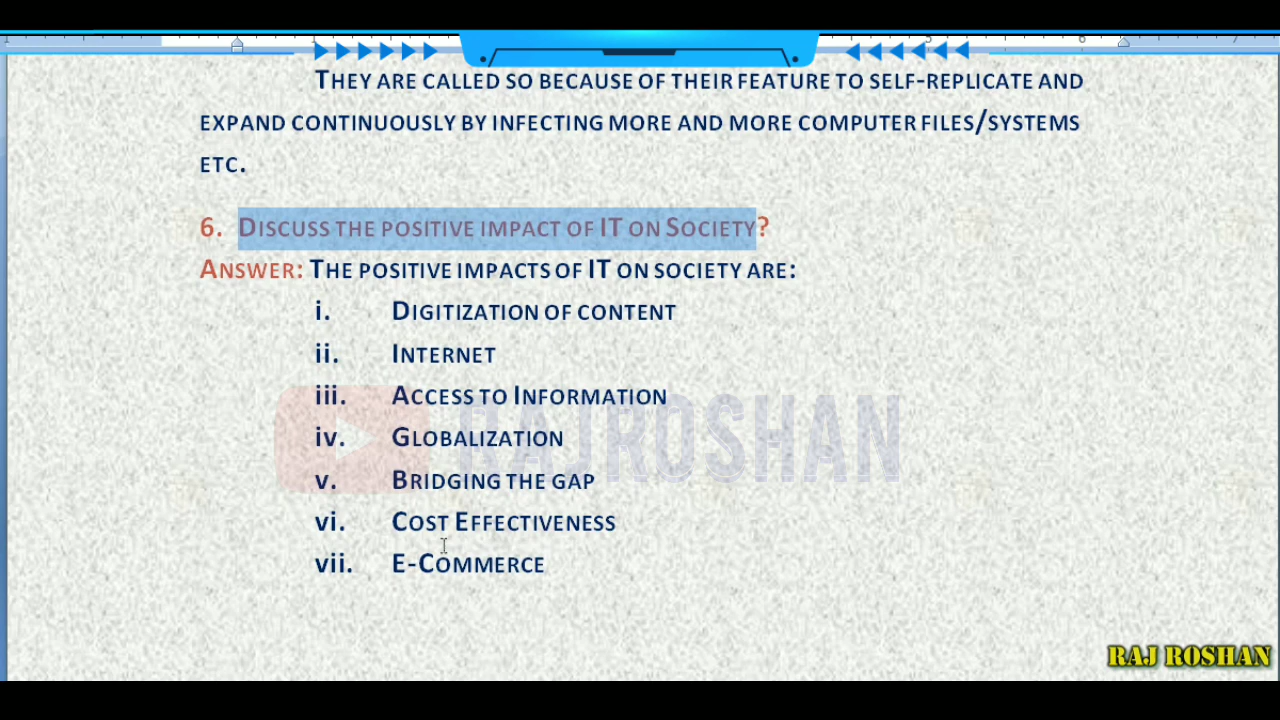 They are called so because of their feature to self-replicate and
expand continuously by infecting more and more computer files/systems
etc.
6. Discuss the positive impact of IT on Society?
Answer: The positive impacts of IT on society are:
i. Digitization of content
ii. Internet
iii. Access to Information
iv. Globalization
RAJROSHAN
v. Bridging the gap
vi. Cost Effectiveness
vii. E-Commerce
RAJ ROSHAN